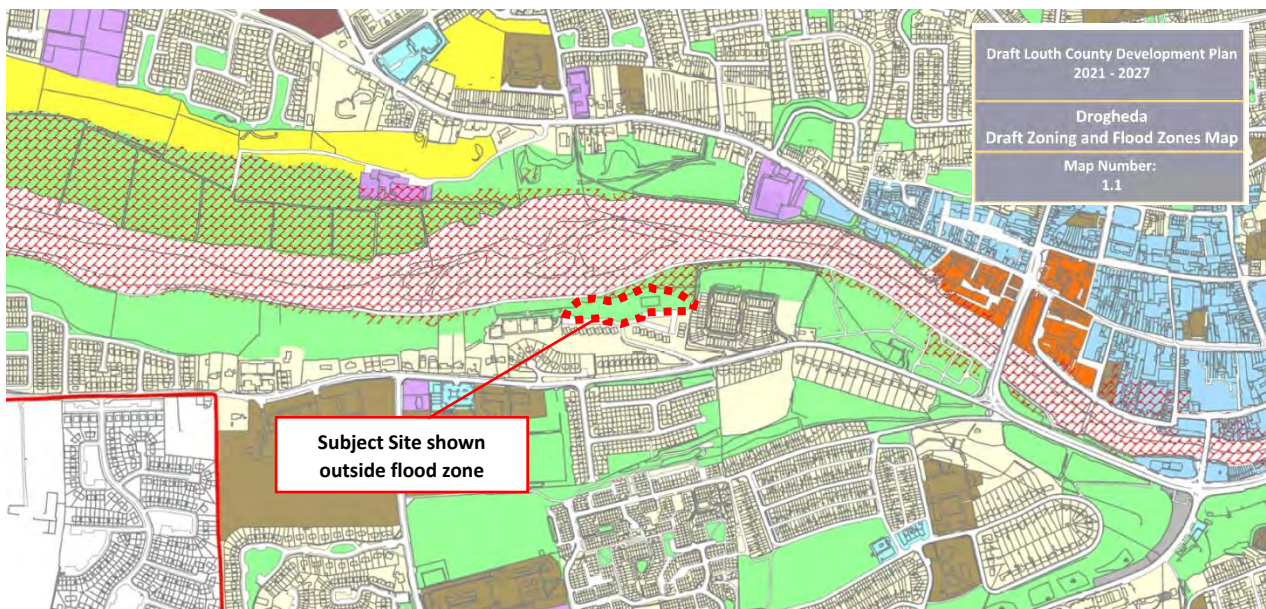 Draft Louth County Development Plan
2021 - 2027
Drogheda
Draft Zoning and Flood Zones Map
Map Number:
1.1
Subject Site shown
outside flood zone